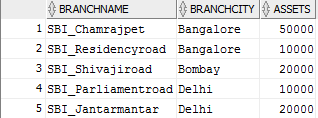 BRANCHNAME BRANCHCITY ASSETS
1 SBI_Chamrajpet Bangalore 50000
2 SBI_Residencyroad Bangalore 10000
3 SBI_Shivajiroad Bombay 20000
4 SBI_Parliamentroad Delhi 10000
5 SBI_Jantarmantar Delhi 20000